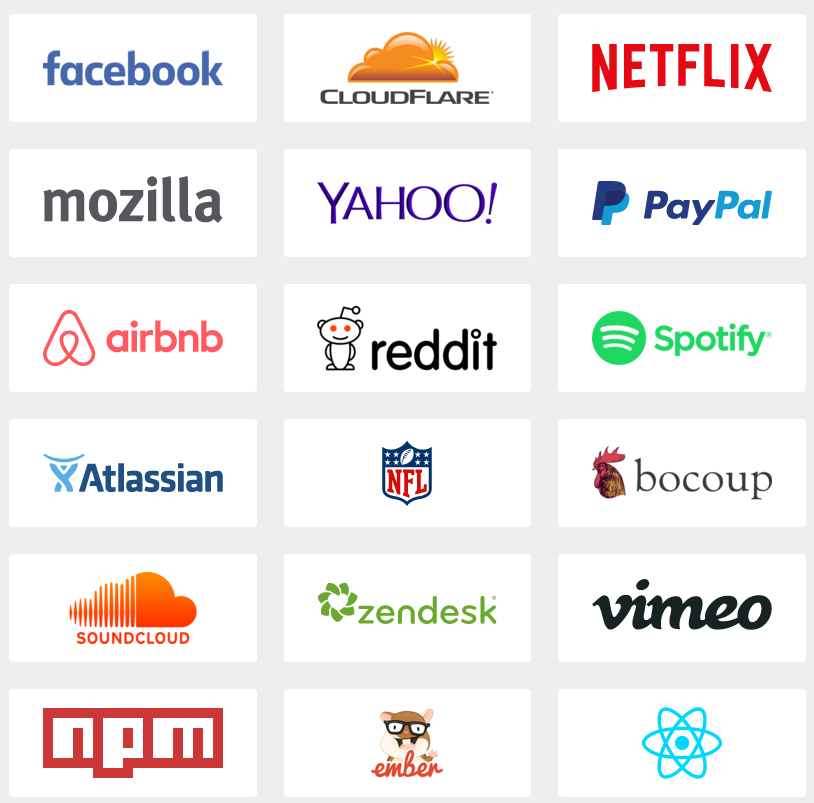 facebook
CLOUDFLARE
NETFLIX
mozilla
YAHOO!
PayPal
airbnb
reddit
Spotify®
Atlassian
NFL
bocoup
SOUNDCLOUD
zendesk
vimeo
npm
ember